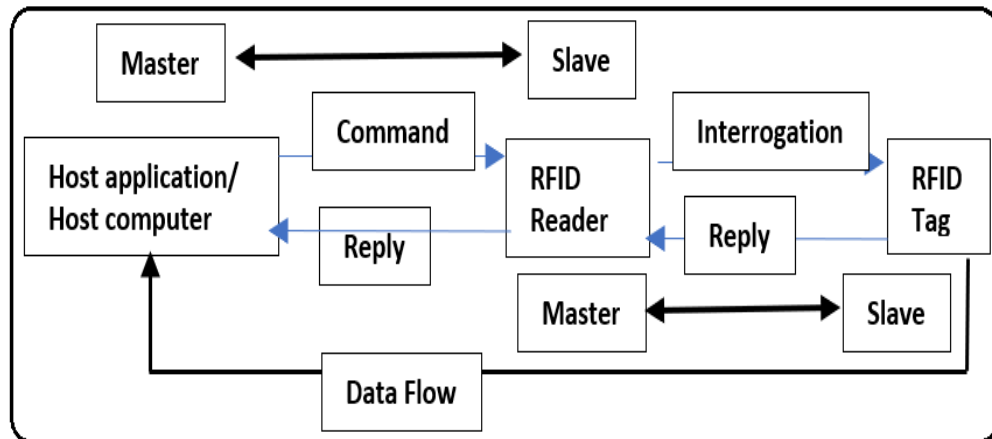 Master
Slave
Command
Interrogation
Host application/
Host computer
RFID
Reader
RFID
Tag
Reply
Reply
Master
Slave
Data Flow